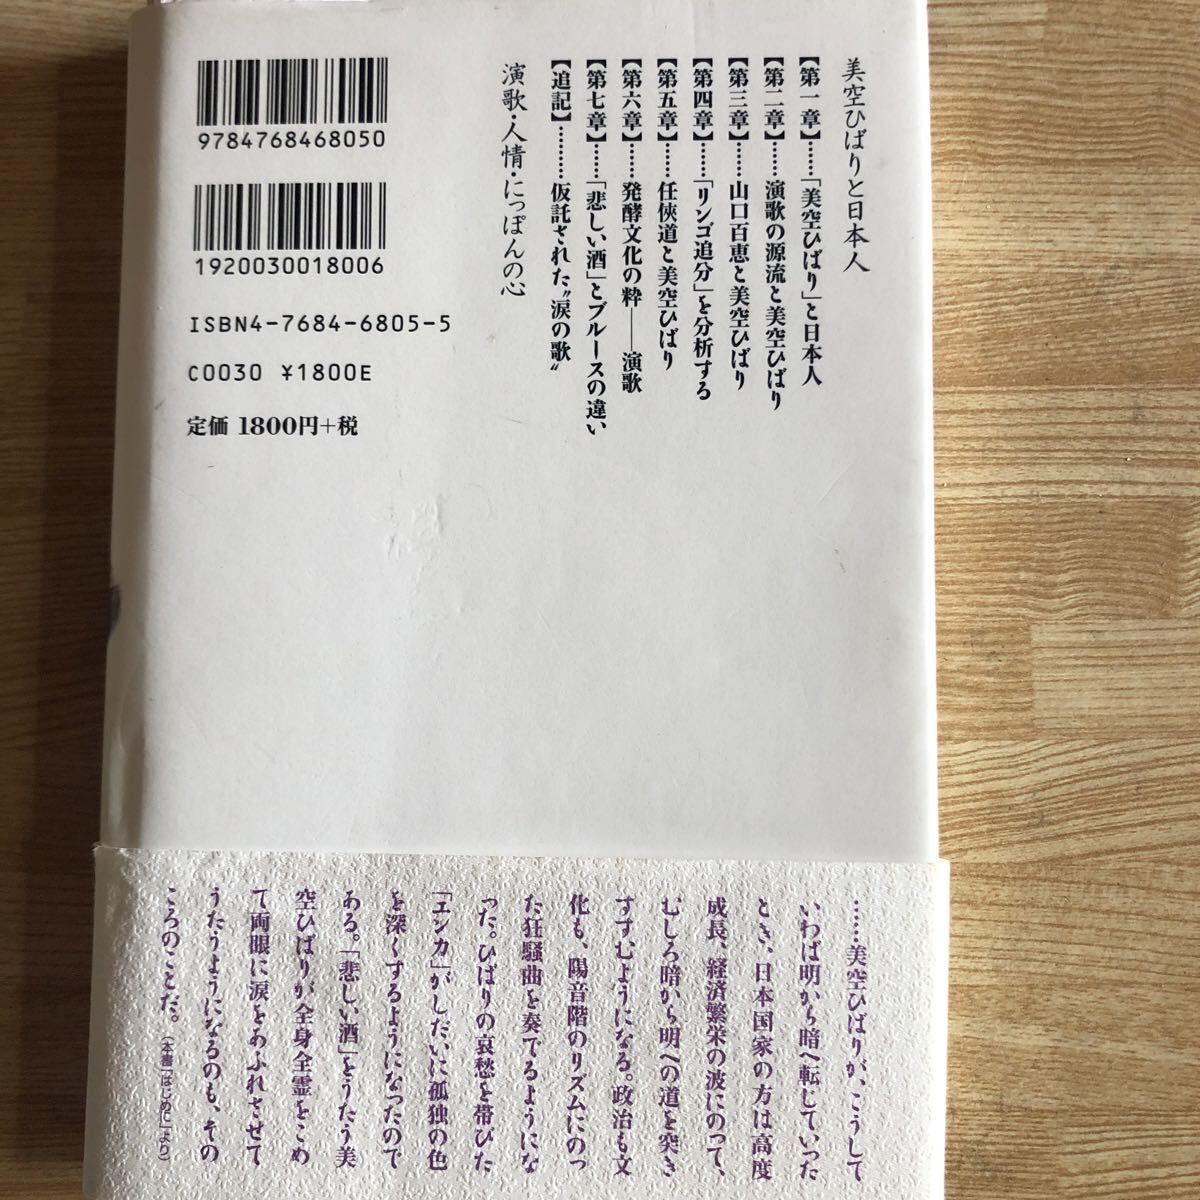 美空ひばりと日本人
【第一章】……「美空ひばり」と日本人
【第二章】……演歌の源流と美空ひばり
【第三章】……山口百恵と美空ひばり
【第四章】……「リンゴ追分」を分析する
【第五章】……任侠道と美空ひばり
【第六章】……発酵文化の粋──演歌
【第七章】……「悲しい酒」とブルースの違い
【追記】………仮託された〝涙の歌〟
演歌・人情・にっぽんの心
9784768468050
1920030018006
ISBN4-7684-6805-5
C0030 ¥1800E
定価 1800円+税
……美空ひばりが、こうして
いわば明から暗へ転じていった
とき、日本国家の方は高度
成長、経済繁栄の波にのって、
むしろ暗から明への道を突き
すすむようになる。政治も文
化も、陽音階のリズムにのっ
た狂騒曲を奏でるようにな
った。ひばりの哀愁を帯びた
「エンカ」がしだいに孤独の色
を深くするようになったので
ある。「悲しい酒」をうたう美
空ひばりが全身全霊をこめ
て両眼に涙をあふれさせて
うたうようになるのも、その
ころのことだ。（本書「はじめに」より）